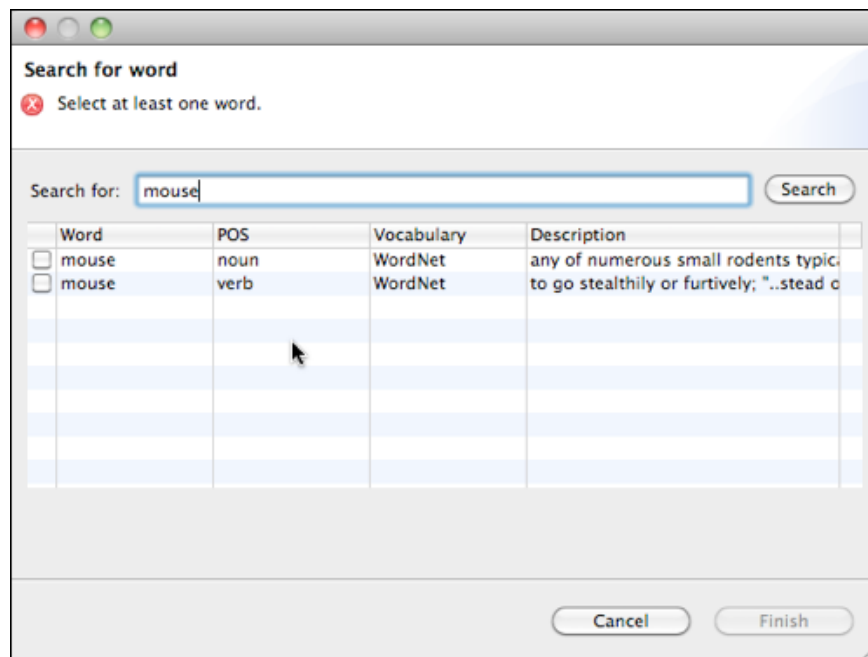 Search for word
Select at least one word.
Search for: mouse Search
Word POS Vocabulary Description
mouse noun WordNet any of numerous small rodents typic
mouse verb WordNet to go stealthily or furtively; "..stead o
Cancel Finish